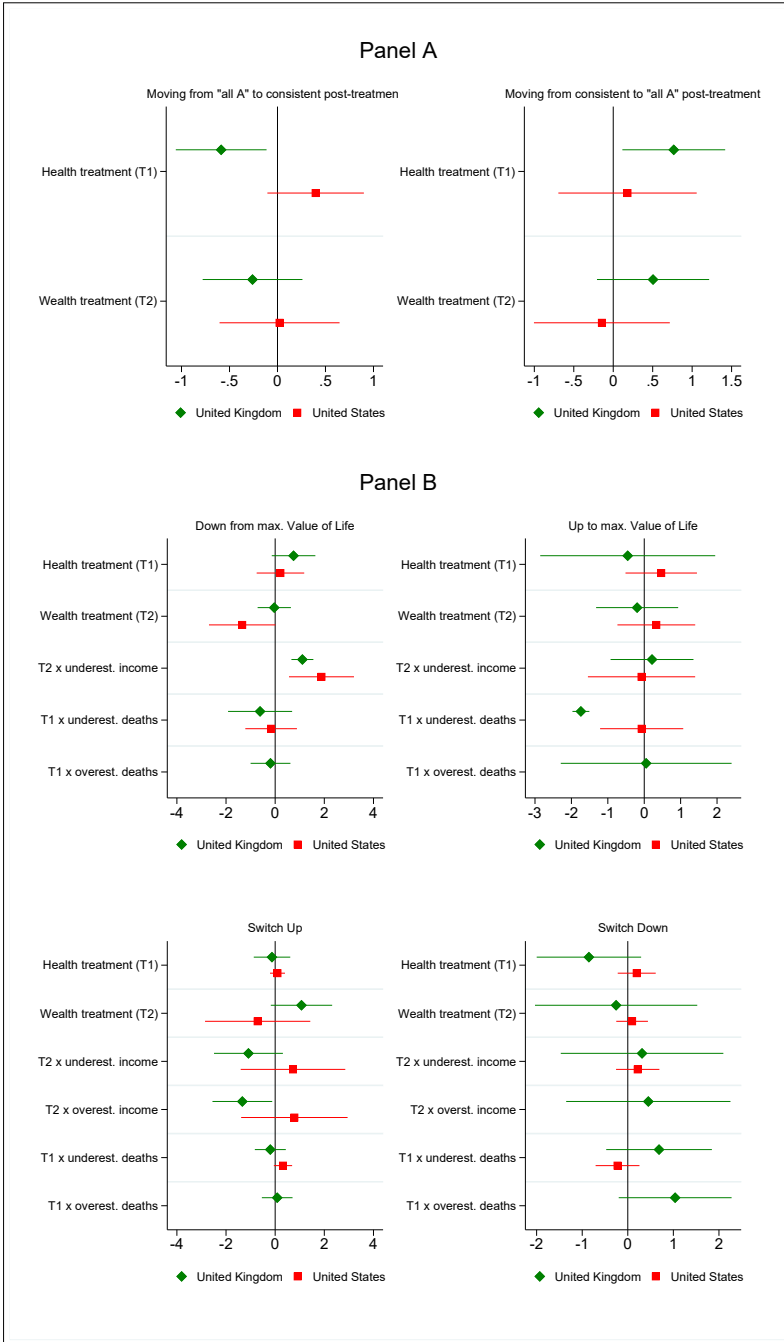 Panel A
Moving from "all A" to consistent post-treatmen
Health treatment (T1)
Wealth treatment (T2)
-1 -.5 0 .5 1
United Kingdom United States
Moving from consistent to "all A" post-treatment
Health treatment (T1)
Wealth treatment (T2)
-1 -.5 0 .5 1 1.5
United Kingdom United States
Panel B
Down from max. Value of Life
Health treatment (T1)
Wealth treatment (T2)
T2 x underest. income
T1 x underest. deaths
T1 x overest. deaths
-4 -2 0 2 4
United Kingdom United States
Up to max. Value of Life
Health treatment (T1)
Wealth treatment (T2)
T2 x underest. income
T1 x underest. deaths
T1 x overest. deaths
-3 -2 -1 0 1 2
United Kingdom United States
Switch Up
Health treatment (T1)
Wealth treatment (T2)
T2 x underest. income
T2 x overest. income
T1 x underest. deaths
T1 x overest. deaths
-4 -2 0 2 4
United Kingdom United States
Switch Down
Health treatment (T1)
Wealth treatment (T2)
T2 x underest. income
T2 x overst. income
T1 x underest. deaths
T1 x overest. deaths
-2 -1 0 1 2
United Kingdom United States